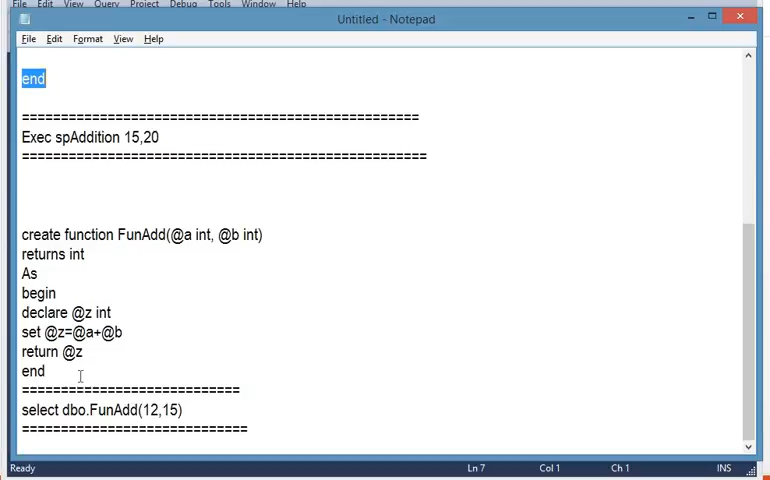 File Edit View Query Project Debug Tools Window Help
Untitled - Notepad
File Edit Format View Help
end
===================================================
Exec spAddition 15,20
====================================================
create function FunAdd(@a int, @b int)
returns int
As
begin
declare @z int
set @z=@a+@b
return @z
end
============================
select dbo.FunAdd(12,15)
=============================
Ready Ln 7 Col 1 Ch 1 INS